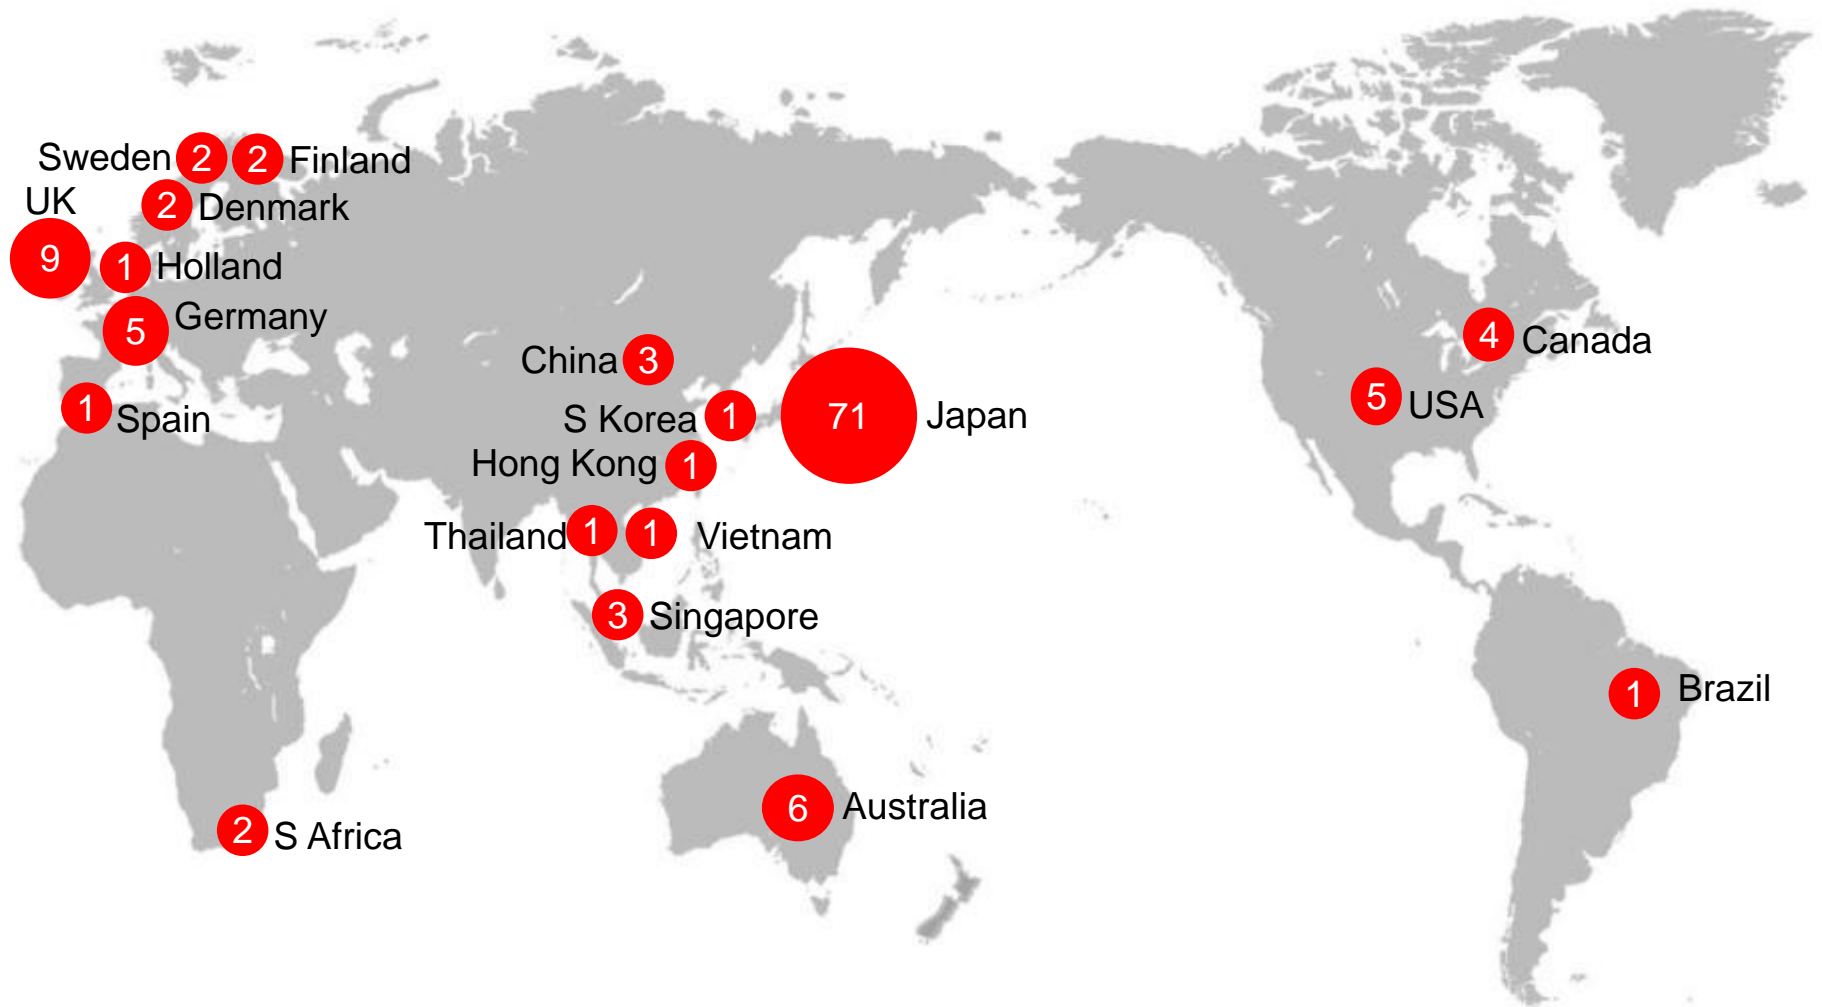 Sweden 2 2 Finland
UK
2 Denmark
9
1 Holland
5 Germany
1 Spain
China 3
S Korea 1
71 Japan
Hong Kong 1
Thailand 1
1 Vietnam
3 Singapore
4 Canada
5 USA
1 Brazil
6 Australia
2 S Africa